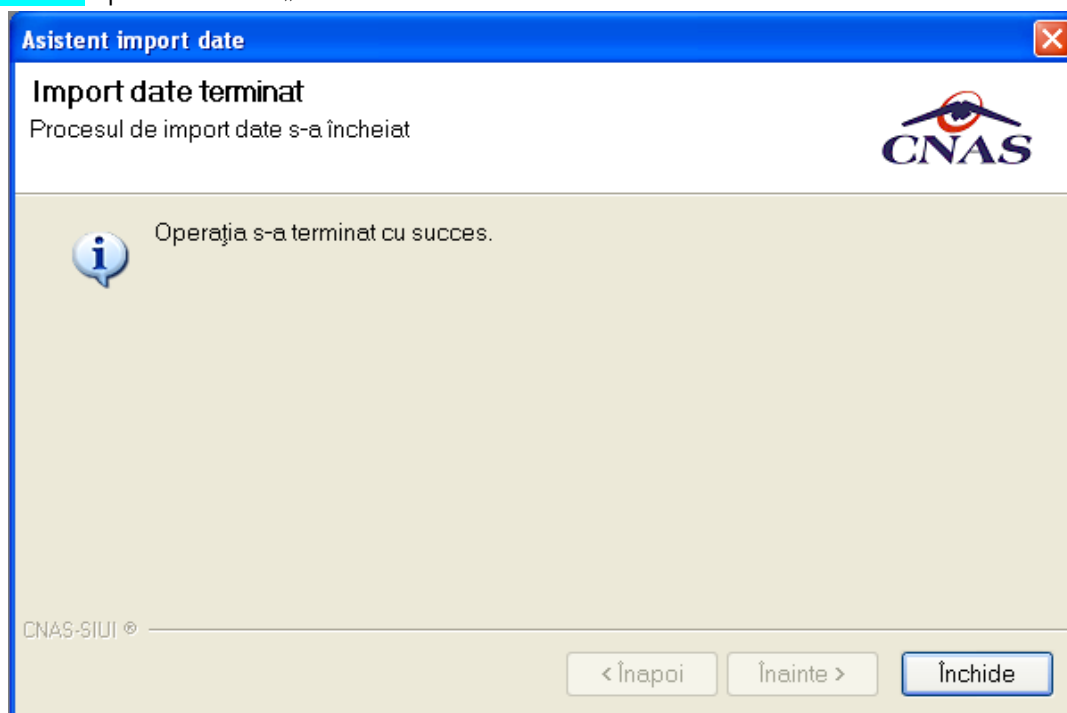 Asistent import date
Import date terminat
Procesul de import date s-a încheiat
CNAS
Operaţia s-a terminat cu succes.
CNAS-SIUI ®
< Înapoi
Înainte >
Închide